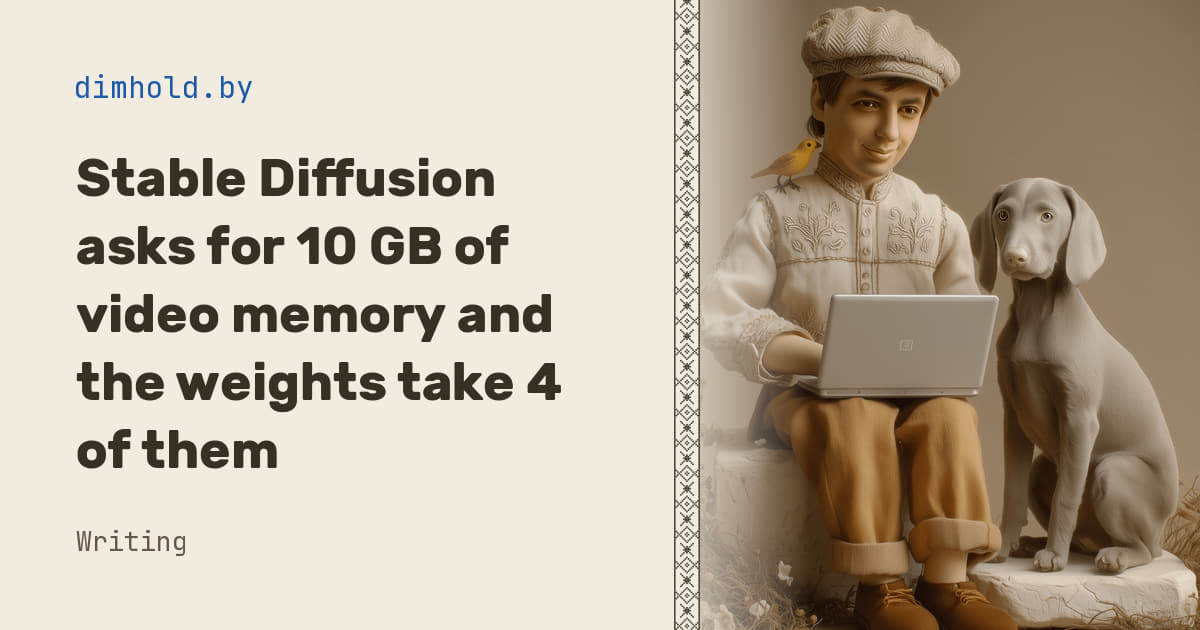 dimhold.by
Stable Diffusion
asks for 10 GB of
video memory and
the weights take 4
of them
Writing